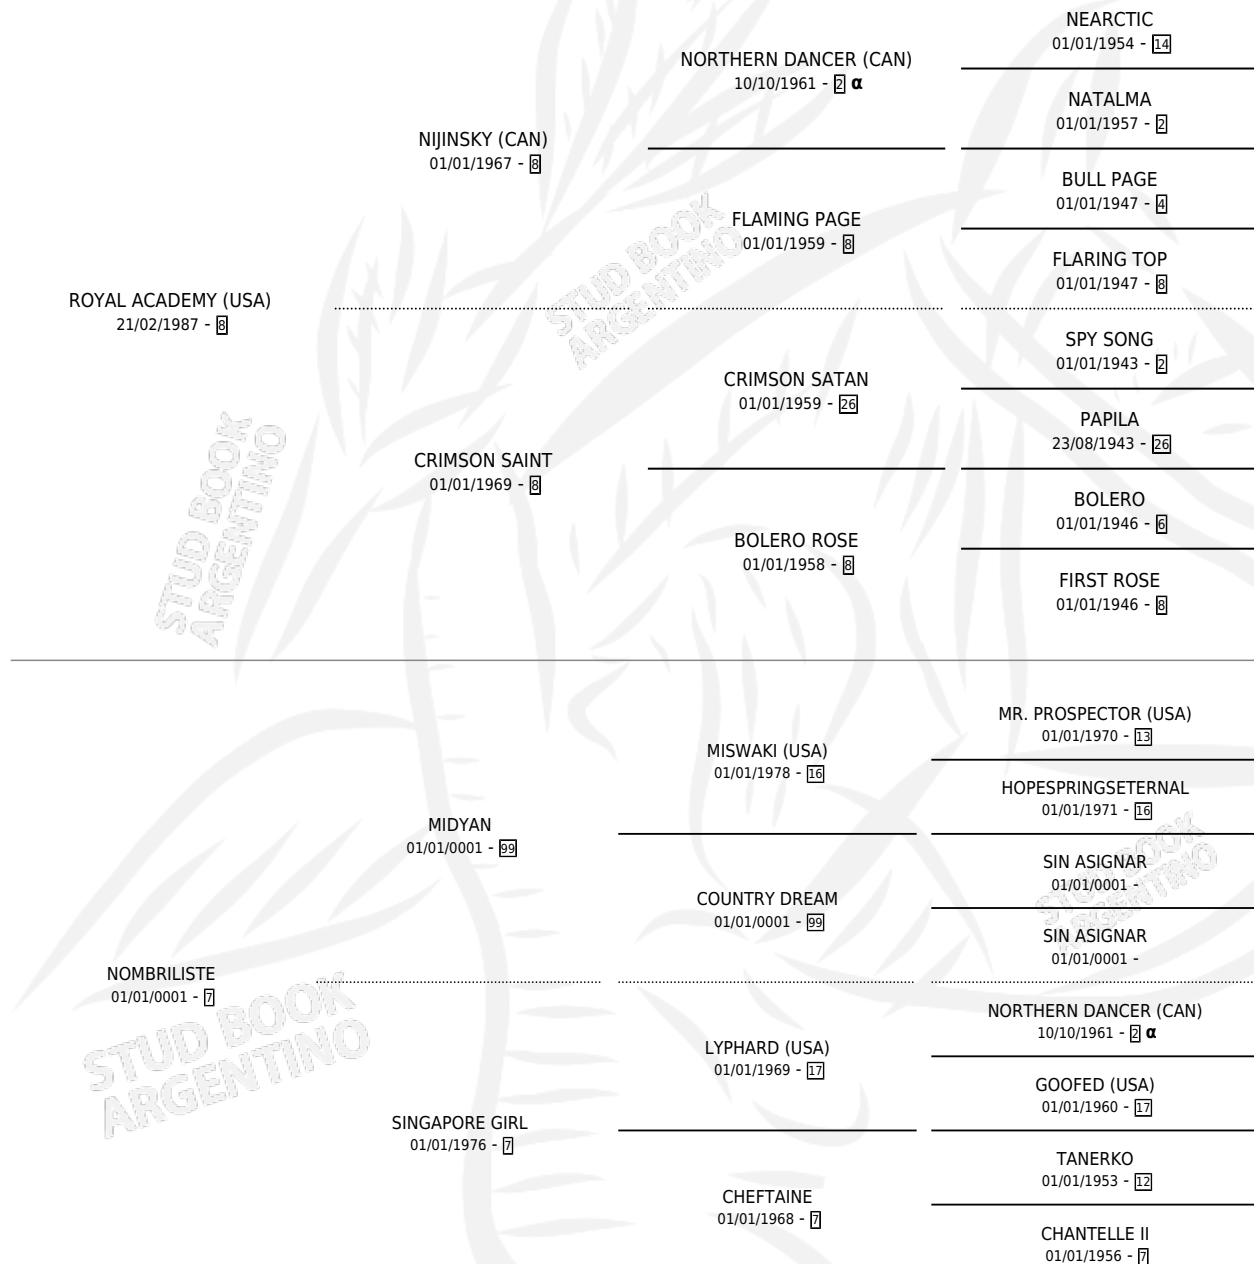 NEARCTIC
01/01/1954 - 14
NORTHERN DANCER (CAN)
10/10/1961 - 2 α
NATALMA
01/01/1957 - 2
NIJINSKY (CAN)
01/01/1967 - 8
BULL PAGE
01/01/1947 - 4
FLAMING PAGE
01/01/1959 - 8
FLARING TOP
01/01/1947 - 8
ROYAL ACADEMY (USA)
21/02/1987 - 8
SPY SONG
01/01/1943 - 2
CRIMSON SATAN
01/01/1959 - 26
PAPILA
23/08/1943 - 26
CRIMSON SAINT
01/01/1969 - 8
BOLERO
01/01/1946 - 6
BOLERO ROSE
01/01/1958 - 8
FIRST ROSE
01/01/1946 - 8
MR. PROSPECTOR (USA)
01/01/1970 - 13
MISWAKI (USA)
01/01/1978 - 16
HOPESPRINGSETERNAL
01/01/1971 - 16
MIDYAN
01/01/0001 - 99
SIN ASIGNAR
01/01/0001 -
COUNTRY DREAM
01/01/0001 - 99
SIN ASIGNAR
01/01/0001 -
NOMBRILISTE
01/01/0001 - 7
NORTHERN DANCER (CAN)
10/10/1961 - 2 α
LYPHARD (USA)
01/01/1969 - 17
GOOFED (USA)
01/01/1960 - 17
SINGAPORE GIRL
01/01/1976 - 7
TANERKO
01/01/1953 - 12
CHEFTAINE
01/01/1968 - 7
CHANTELLE II
01/01/1956 - 7
STUD BOOK
ARGENTINO
STUD BOOK
ARGENTINO
STUD BOOK
ARGENTINO
STUD BOOK
ARGENTINO